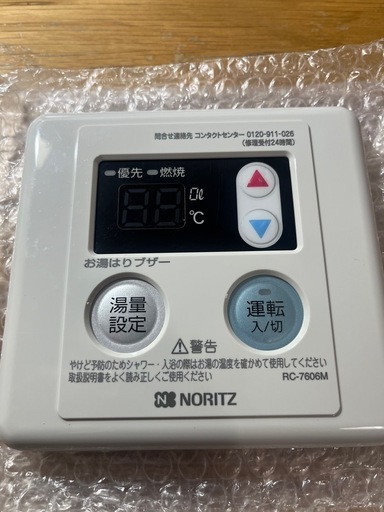 問合せ連絡先 コンタクトセンター 0120-911-026
(修理受付24時間)
優先 燃焼
88 0ℓ
℃
お湯はりブザー
湯量
設定
運転
入/切
⚠警告
やけど予防のためシャワー・入浴の際はお湯の温度を確かめて使用してください
取扱説明書をよく読み正しくご使用ください
RC-7606M
NORITZ